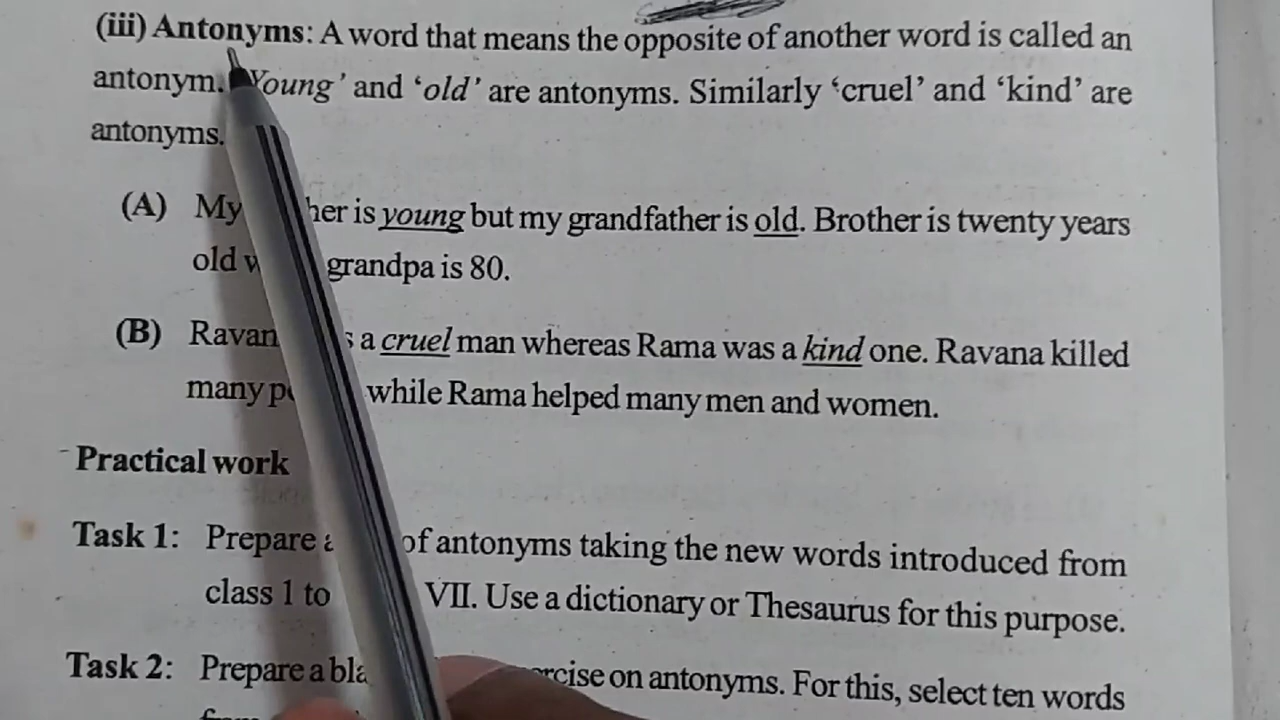 (iii) Antonyms: A word that means the opposite of another word is called an
antonym. Young' and 'old' are antonyms. Similarly 'cruel' and 'kind' are
antonyms.
(A) My her is young but my grandfather is old. Brother is twenty years
old grandpa is 80.
(B) Ravan a cruel man whereas Rama was a kind one. Ravana killed
many while Rama helped many men and women.
Practical work
Task 1: Prepare of antonyms taking the new words introduced from
class 1 to VII. Use a dictionary or Thesaurus for this purpose.
Task 2: Prepare a on antonyms. For this, select ten words